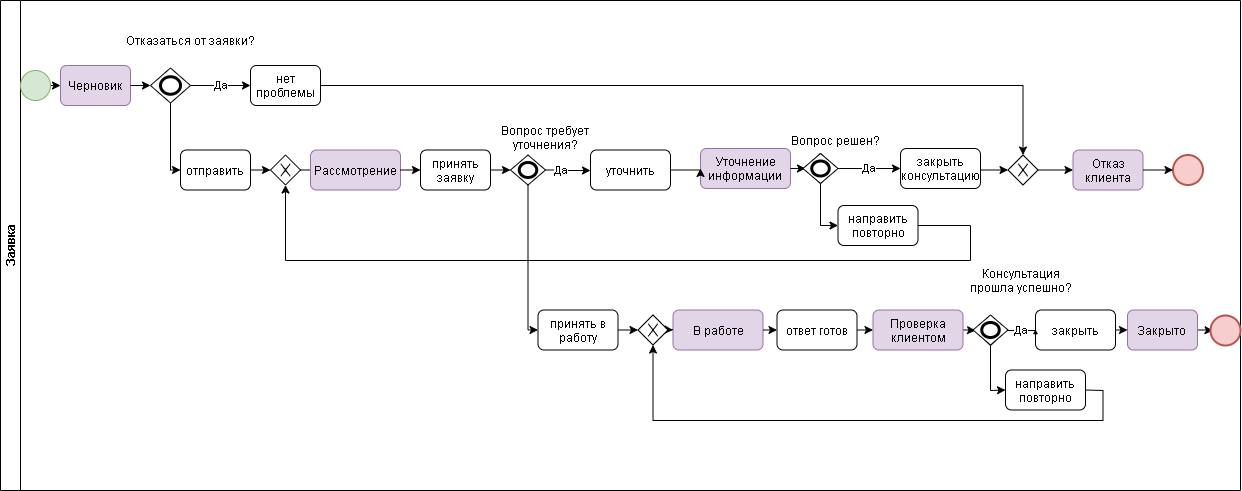 Заявка
Отказаться от заявки?
Черновик
Да
нет
проблемы
отправить
X
Рассмотрение
принять
заявку
Вопрос требует
уточнения?
Да
уточнить
Уточнение
информации
Вопрос решен?
Да
закрыть
консультацию
X
Отказ
клиента
направить
повторно
принять в
работу
X
В работе
ответ готов
Проверка
клиентом
Консультация
прошла успешно?
Да
закрыть
Закрыто
направить
повторно